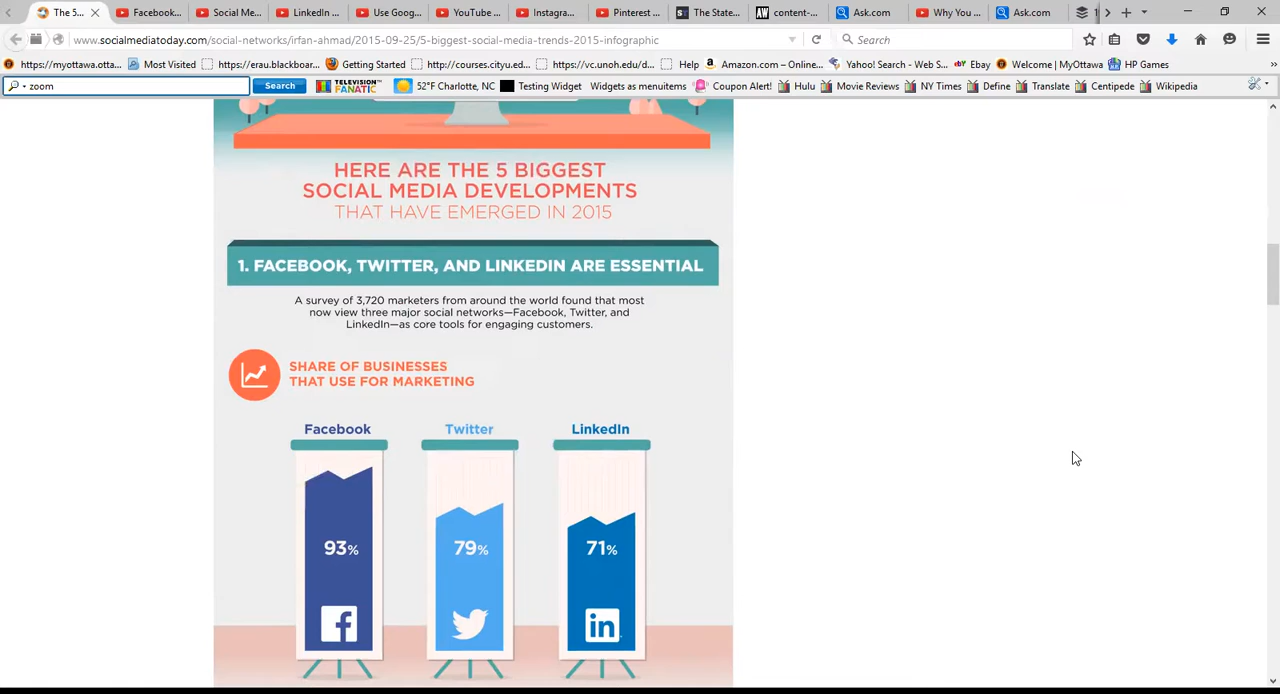 The 5...
Facebook...
Social Me...
LinkedIn ...
Use Goog...
YouTube ...
Instagra...
Pinterest ...
The State...
content-...
Ask.com
Why You ...
Ask.com
www.socialmediatoday.com/social-networks/irfan-ahmad/2015-09-25/5-biggest-social-media-trends-2015-infographic
Search
https://myottawa.otta...
Most Visited
https://erau.blackboar...
Getting Started
http://courses.cityu.ed...
https://vc.unoh.edu/d...
Help
Amazon.com – Online...
Yahoo! Search - Web S...
Ebay
Welcome | MyOttawa
HP Games
zoom
Search
TELEVISION FANATIC
52°F Charlotte, NC
Testing Widget
Widgets as menuitems
Coupon Alert!
Hulu
Movie Reviews
NY Times
Define
Translate
Centipede
Wikipedia
HERE ARE THE 5 BIGGEST
SOCIAL MEDIA DEVELOPMENTS
THAT HAVE EMERGED IN 2015
1. FACEBOOK, TWITTER, AND LINKEDIN ARE ESSENTIAL
A survey of 3,720 marketers from around the world found that most
now view three major social networks—Facebook, Twitter, and
LinkedIn—as core tools for engaging customers.
SHARE OF BUSINESSES
THAT USE FOR MARKETING
Facebook
Twitter
LinkedIn
93%
79%
71%
in